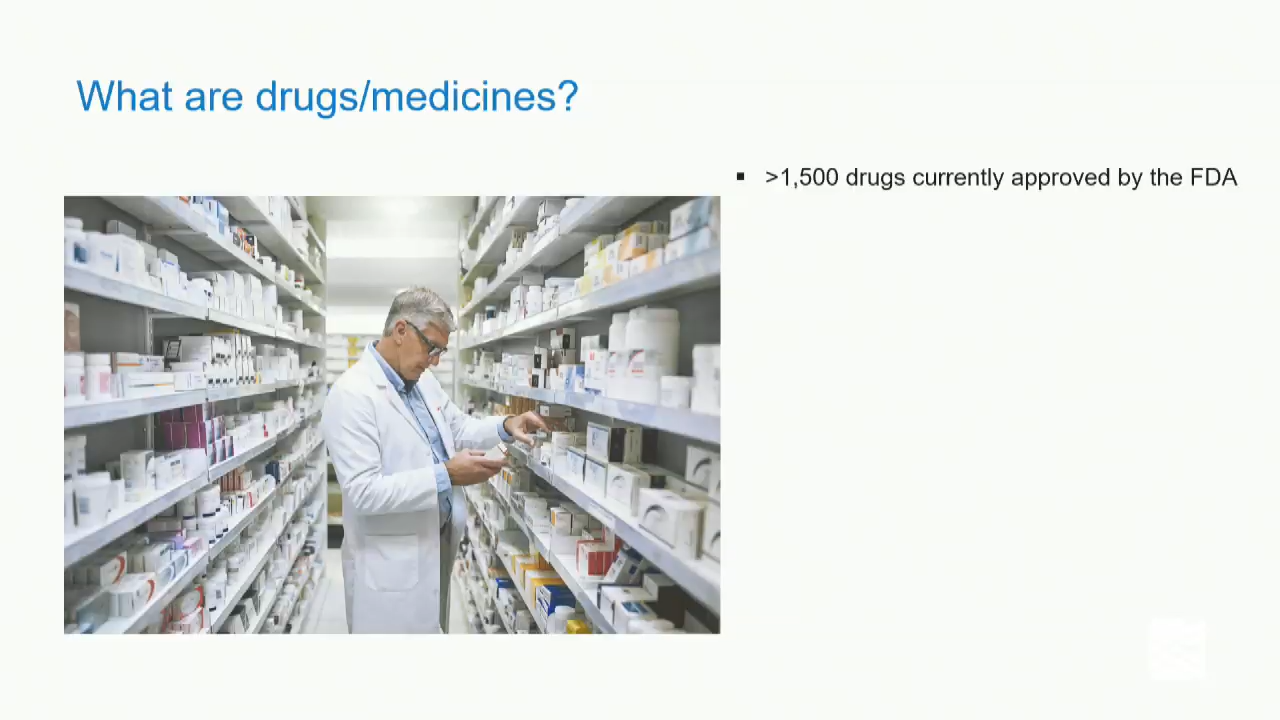 What are drugs/medicines?
▪ >1,500 drugs currently approved by the FDA